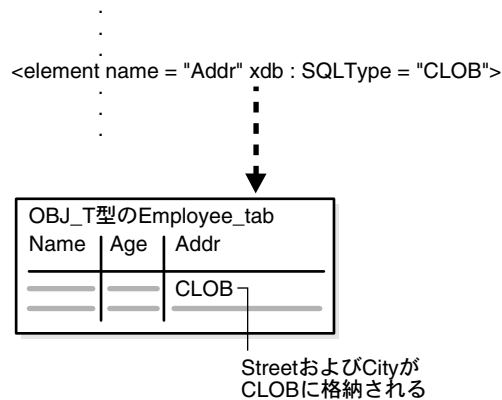 .
.
.
<element name = "Addr" xdb : SQLType = "CLOB">
.
.
.
OBJ_T型のEmployee_tab
Name Age Addr
CLOB
StreetおよびCityが
CLOBに格納される